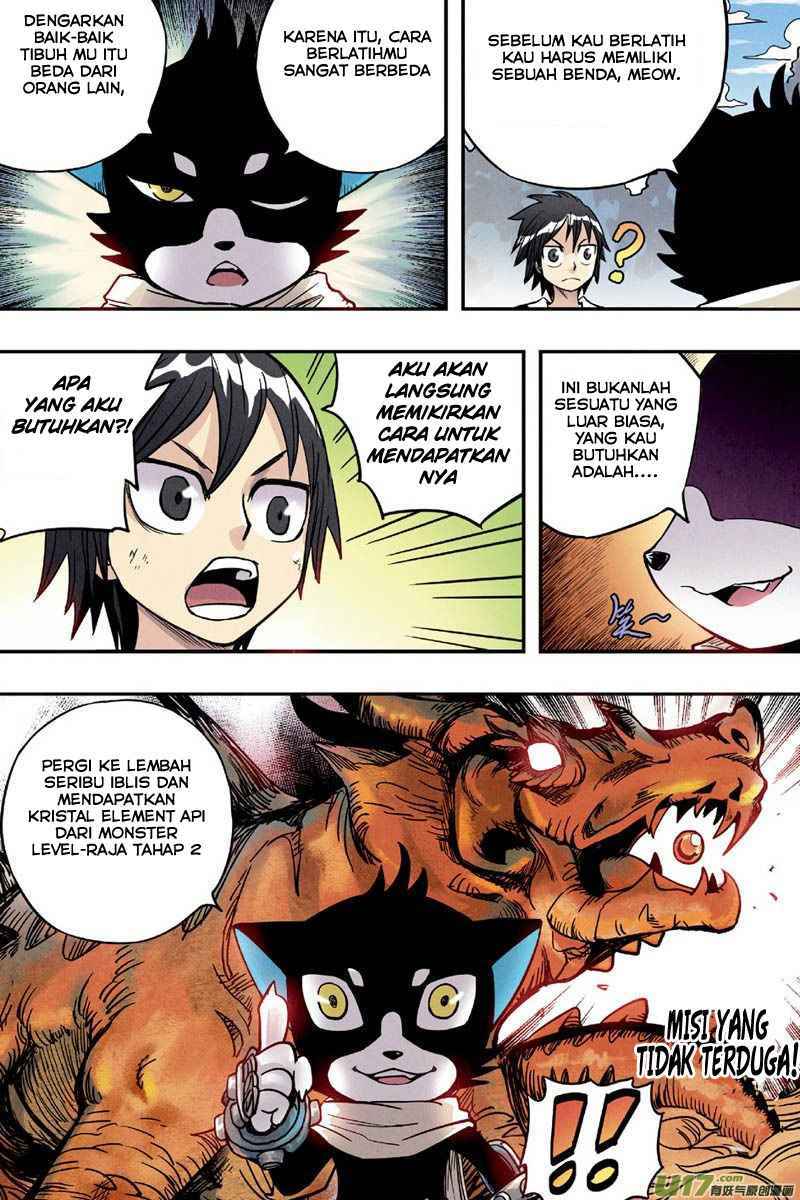 DENGARKAN
BAIK-BAIK
TIBUH MU ITU
BEDA DARI
ORANG LAIN,
KARENA ITU, CARA
BERLATIHMU
SANGAT BERBEDA
SEBELUM KAU BERLATIH
KAU HARUS MEMILIKI
SEBUAH BENDA, MEOW.
?
APA
YANG AKU
BUTUHKAN?!
AKU AKAN
LANGSUNG
MEMIKIRKAN
CARA UNTUK
MENDAPATKAN
NYA
INI BUKANLAH
SESUATU YANG
LUAR BIASA,
YANG KAU
BUTUHKAN
ADALAH....
笑~
PERGI KE LEMBAH
SERIBU IBLIS DAN
MENDAPATKAN
KRISTAL ELEMENT API
DARI MONSTER
LEVEL-RAJA TAHAP 2
MISI YANG
TIDAK TERDUGA!
!!
U17.com
有妖气原创漫画